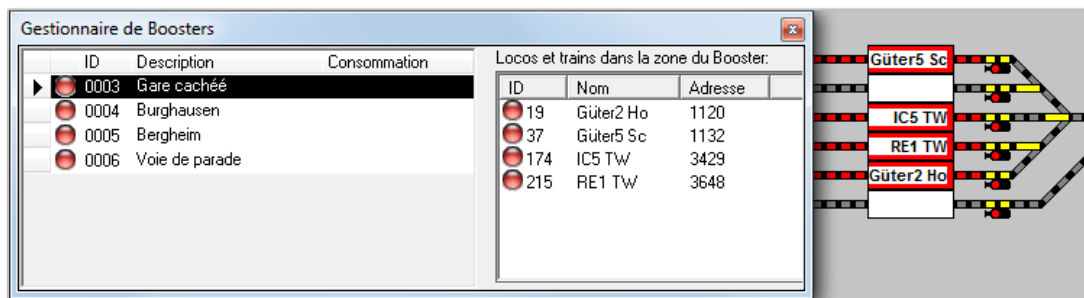 Gestionnaire de Boosters
ID Description Consommation
0003 Gare cachéé
0004 Burghausen
0005 Bergheim
0006 Voie de parade
Locos et trains dans la zone du Booster:
ID Nom Adresse
19 Güter2 Ho 1120
37 Güter5 Sc 1132
174 IC5 TW 3429
215 RE1 TW 3648
Güter5 Sc
IC5 TW
RE1 TW
Güter2 Ho